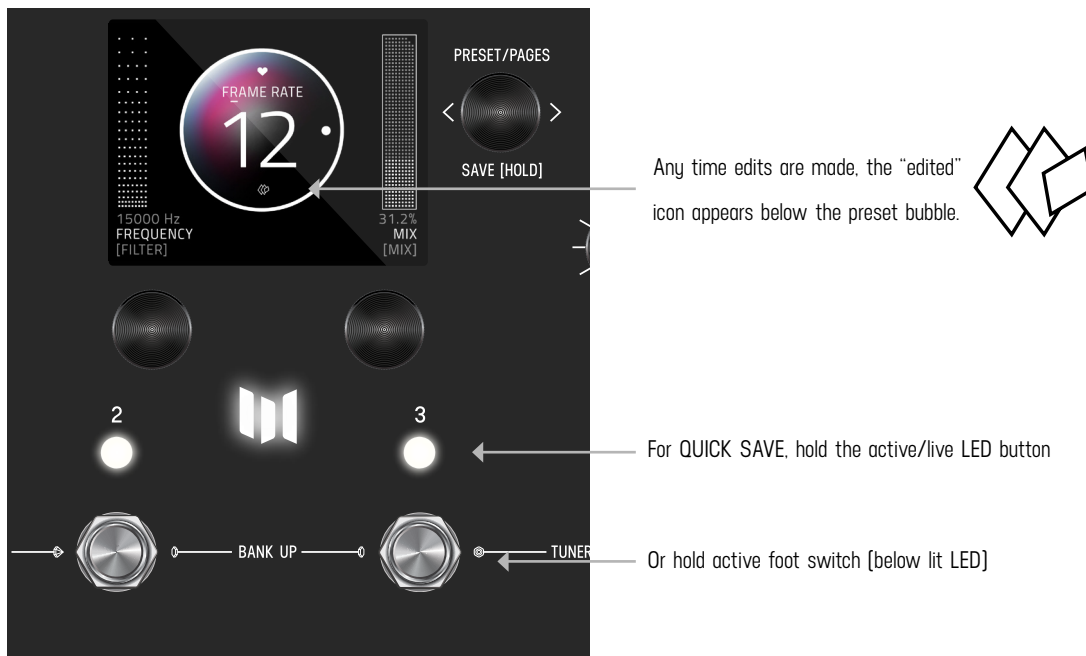 PRESET/PAGES
FRAME RATE
12
SAVE [HOLD]
Any time edits are made, the “edited”
icon appears below the preset bubble.
15000 Hz
FREQUENCY
[FILTER]
31.2%
MIX
[MIX]
2
3
For QUICK SAVE, hold the active/live LED button
BANK UP
TUNER
Or hold active foot switch [below lit LED]